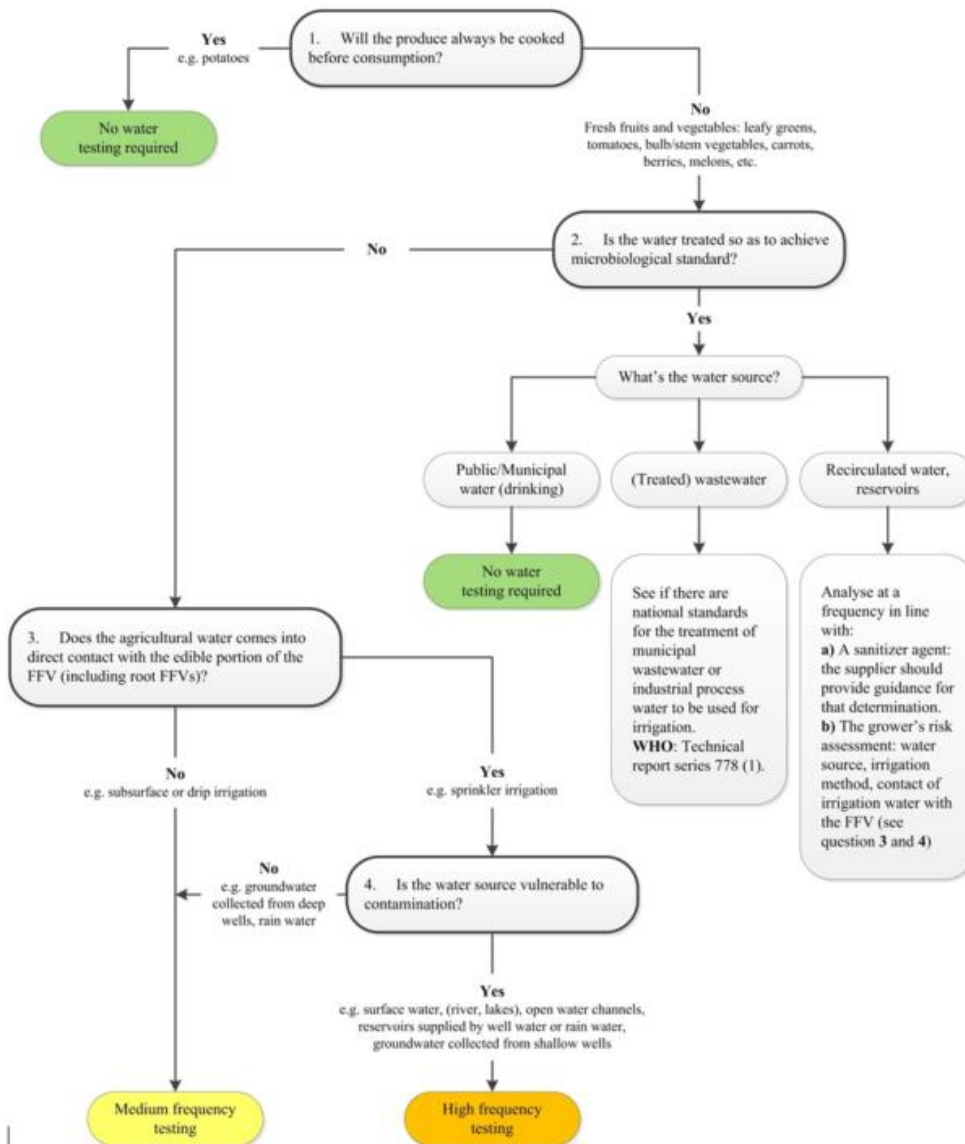 Yes
e.g. potatoes
1. Will the produce always be cooked
before consumption?
No water
testing required
No
Fresh fruits and vegetables: leafy greens,
tomatoes, bulb/stem vegetables, carrots,
berries, melons, etc.
2. Is the water treated so as to achieve
microbiological standard?
No
Yes
What's the water source?
Public/Municipal
water (drinking)
(Treated) wastewater
Recirculated water,
reservoirs
No water
testing required
See if there are
national standards
for the treatment of
municipal
wastewater or
industrial process
water to be used for
irrigation.
WHO: Technical
report series 778 (1).
Analyse at a
frequency in line
with:
a) A sanitizer agent:
the supplier should
provide guidance for
that determination.
b) The grower's risk
assessment: water
source, irrigation
method, contact of
irrigation water with
the FFV (see
question 3 and 4)
3. Does the agricultural water comes into
direct contact with the edible portion of the
FFV (including root FFVs)?
No
e.g. subsurface or drip irrigation
Yes
e.g. sprinkler irrigation
No
e.g. groundwater
collected from deep
wells, rain water
4. Is the water source vulnerable to
contamination?
Yes
e.g. surface water, (river, lakes), open water channels,
reservoirs supplied by well water or rain water,
groundwater collected from shallow wells
Medium frequency
testing
High frequency
testing